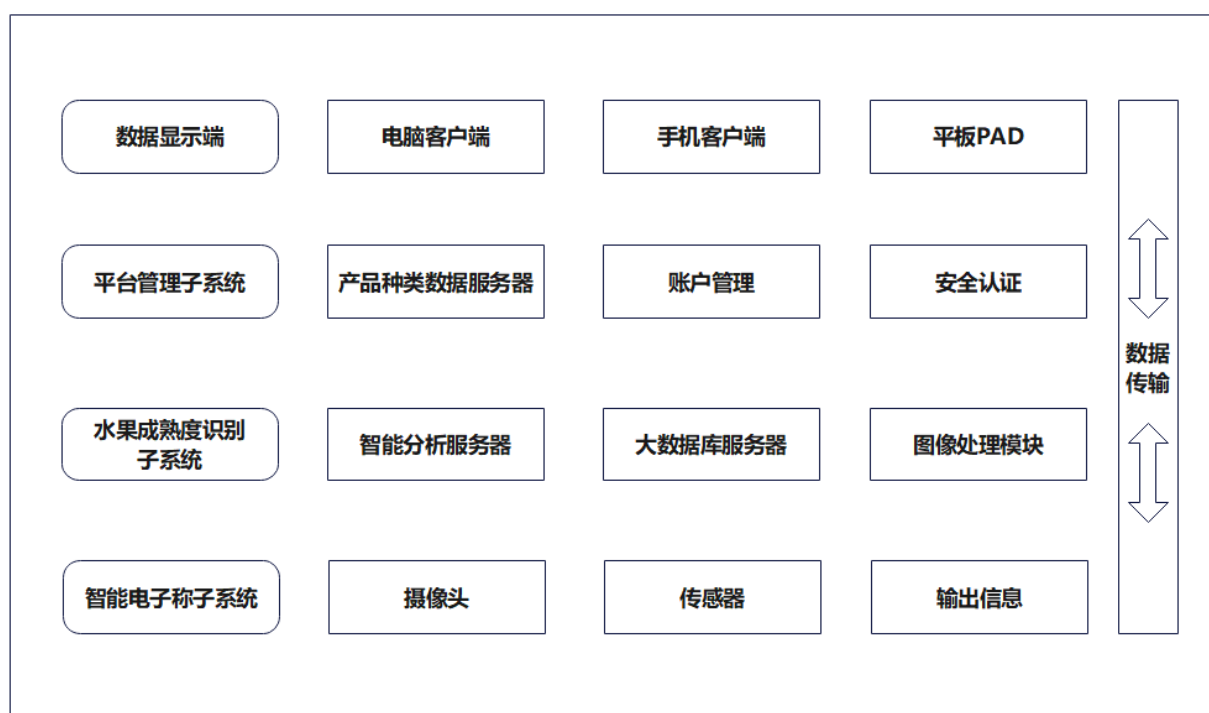 数据显示端
电脑客户端
手机客户端
平板PAD
平台管理子系统
产品种类数据服务器
账户管理
安全认证
数据
传输
水果成熟度识别
子系统
智能分析服务器
大数据库服务器
图像处理模块
智能电子称子系统
摄像头
传感器
输出信息